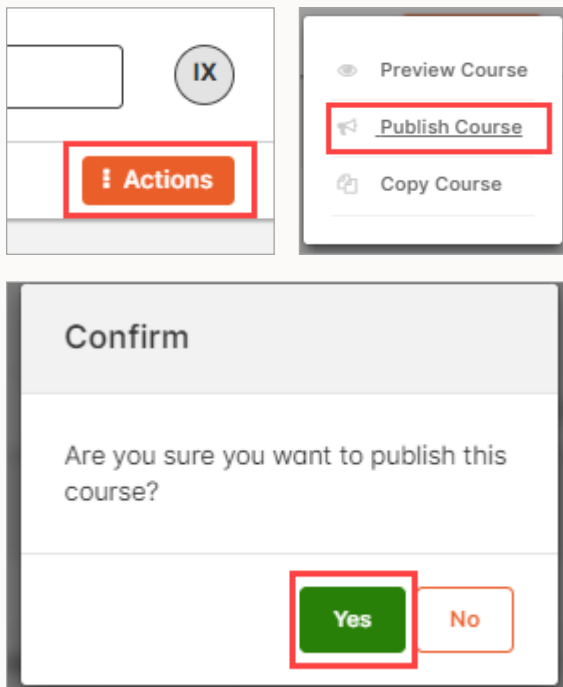 IX
Actions
Preview Course
Publish Course
Copy Course
Confirm
Are you sure you want to publish this
course?
Yes
No